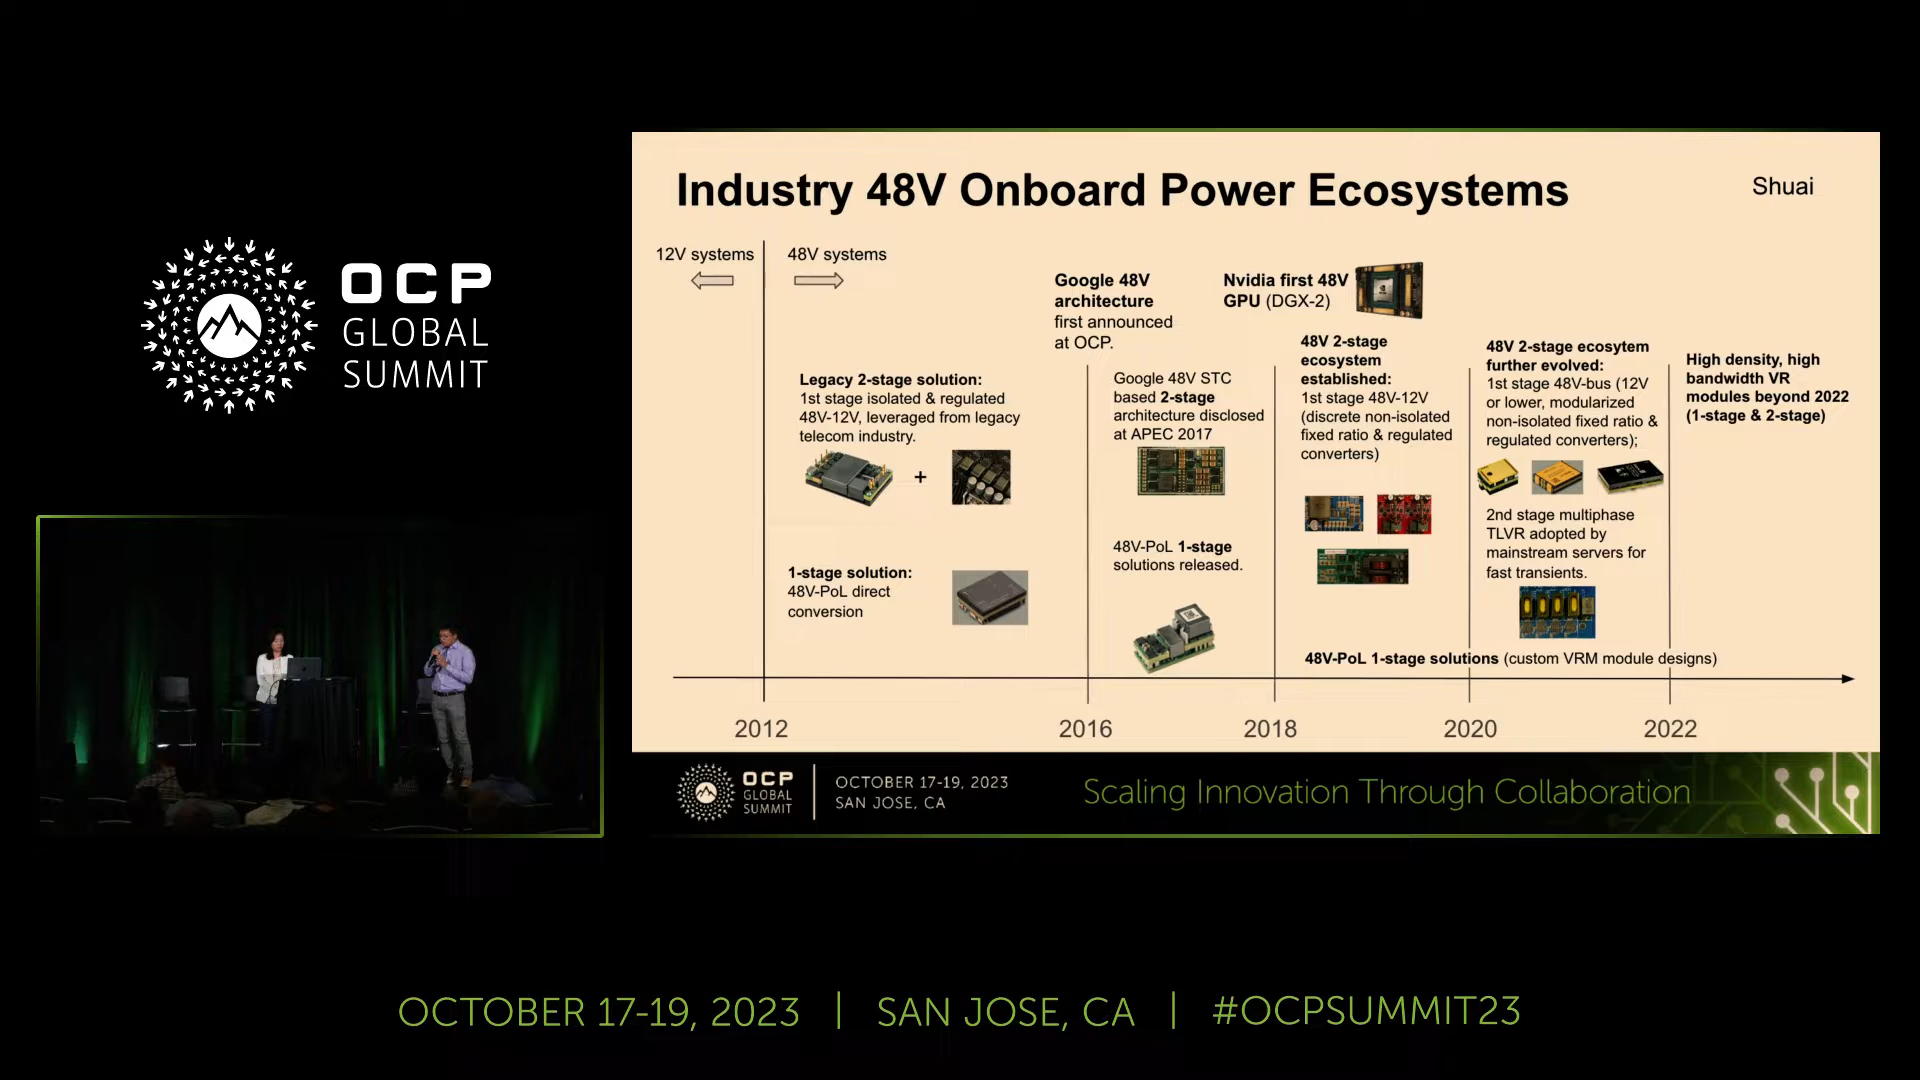 OCP
GLOBAL
SUMMIT
Industry 48V Onboard Power Ecosystems
Shuai
12V systems
48V systems
Google 48V
architecture
first announced
at OCP.
Nvidia first 48V
GPU (DGX-2)
Legacy 2-stage solution:
1st stage isolated & regulated
48V-12V, leveraged from legacy
telecom industry.
+
1-stage solution:
48V-PoL direct
conversion
Google 48V STC
based 2-stage
architecture disclosed
at APEC 2017
48V-PoL 1-stage
solutions released.
48V 2-stage
ecosystem
established:
1st stage 48V-12V
(discrete non-isolated
fixed ratio & regulated
converters)
48V 2-stage ecosytem
further evolved:
1st stage 48V-bus (12V
or lower, modularized
non-isolated fixed ratio &
regulated converters);
2nd stage multiphase
TLVR adopted by
mainstream servers for
fast transients.
High density, high
bandwidth VR
modules beyond 2022
(1-stage & 2-stage)
48V-PoL 1-stage solutions (custom VRM module designs)
2012
2016
2018
2020
2022
OCP
GLOBAL
SUMMIT
OCTOBER 17-19, 2023
SAN JOSE, CA
Scaling Innovation Through Collaboration
OCTOBER 17-19, 2023 | SAN JOSE, CA | #OCPSUMMIT23